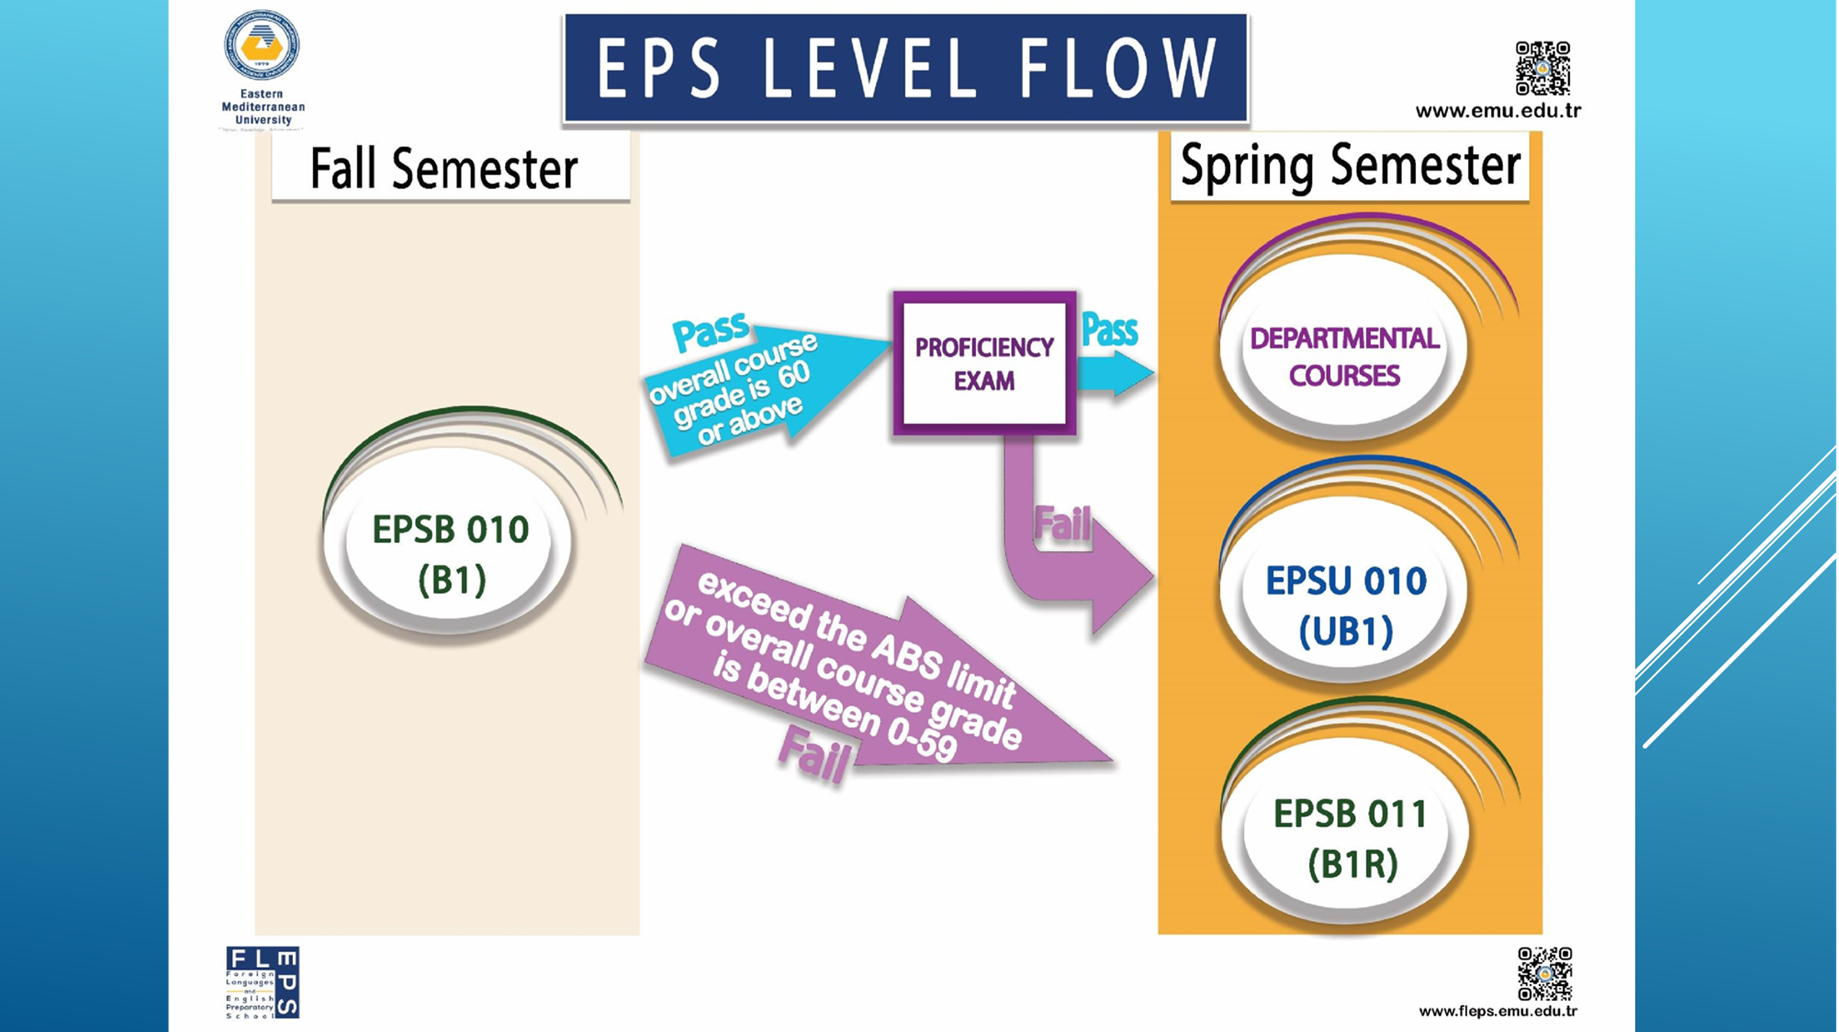 EPS LEVEL FLOW
Eastern
Mediterranean
University
www.emu.edu.tr
Fall Semester
Spring Semester
EPSB 010
(B1)
Pass
overall course
grade is 60
or above
PROFICIENCY
EXAM
Pass
Fail
exceed the ABS limit
or overall course grade
is between 0-59
Fail
DEPARTMENTAL
COURSES
EPSU 010
(UB1)
EPSB 011
(B1R)
FL EPS
Foreign
Languages
and
English
Preparatory
School
www.fleps.emu.edu.tr